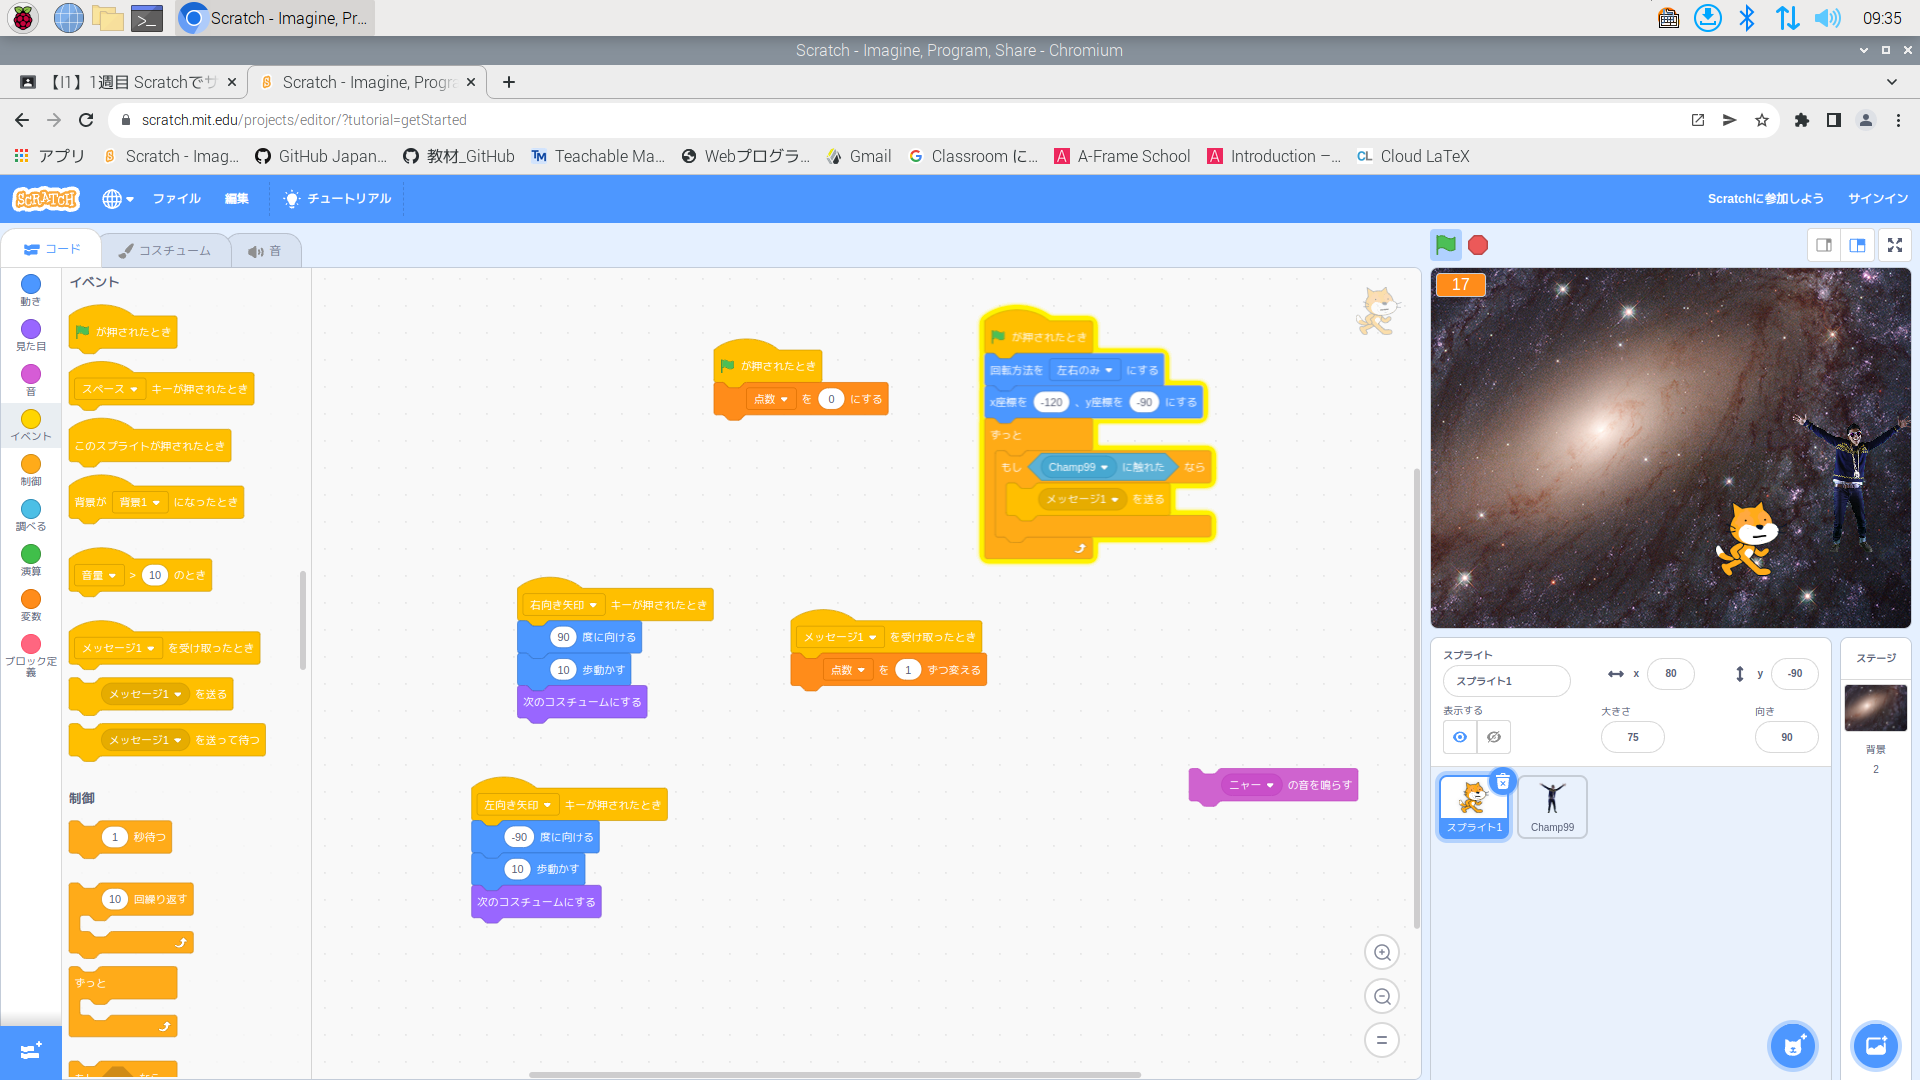 Scratch - Imagine, Pr...
09:35
Scratch - Imagine, Program, Share - Chromium
【I1】1週目 Scratchでサ
Scratch - Imagine, Progra
scratch.mit.edu/projects/editor/?tutorial=getStarted
アプリ
Scratch - Imag...
GitHub Japan...
教材_GitHub
TM Teachable Ma...
Webプログラ...
Gmail
G Classroom に...
A A-Frame School
A Introduction –...
CL Cloud LaTeX
SCRATCH
ファイル
編集
チュートリアル
Scratchに参加しよう
サインイン
コード
コスチューム
音
動き
見た目
音
イベント
制御
調べる
演算
変数
ブロック定義
イベント
が押されたとき
スペース キーが押されたとき
このスプライトが押されたとき
背景が 背景1 になったとき
音量 > 10 のとき
メッセージ1 を受け取ったとき
メッセージ1 を送る
メッセージ1 を送って待つ
制御
1 秒待つ
10 回繰り返す
ずっと
が押されたとき
点数 を 0 にする
が押されたとき
回転方法を 左右のみ にする
x座標を -120 、y座標を -90 にする
ずっと
もし Champ99 に触れた なら
メッセージ1 を送る
右向き矢印 キーが押されたとき
90 度に向ける
10 歩動かす
次のコスチュームにする
メッセージ1 を受け取ったとき
点数 を 1 ずつ変える
左向き矢印 キーが押されたとき
-90 度に向ける
10 歩動かす
次のコスチュームにする
ニャー の音を鳴らす
17
スプライト
スプライト1
x 80
y -90
表示する
大きさ
75
向き
90
スプライト1
Champ99
ステージ
背景
2